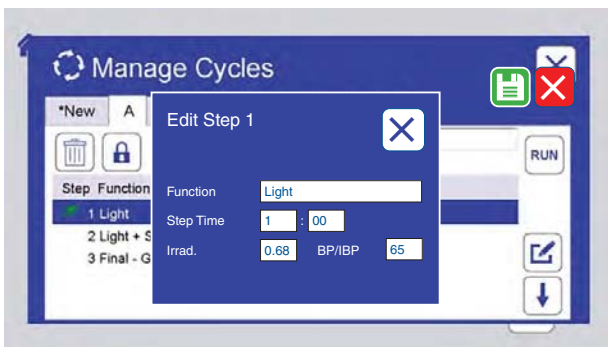 Manage Cycles
*New A
Edit Step 1
RUN
Step Function
Function Light
1 Light
Step Time 1 : 00
2 Light + S
Irrad. 0.68 BP/IBP 65
3 Final - G